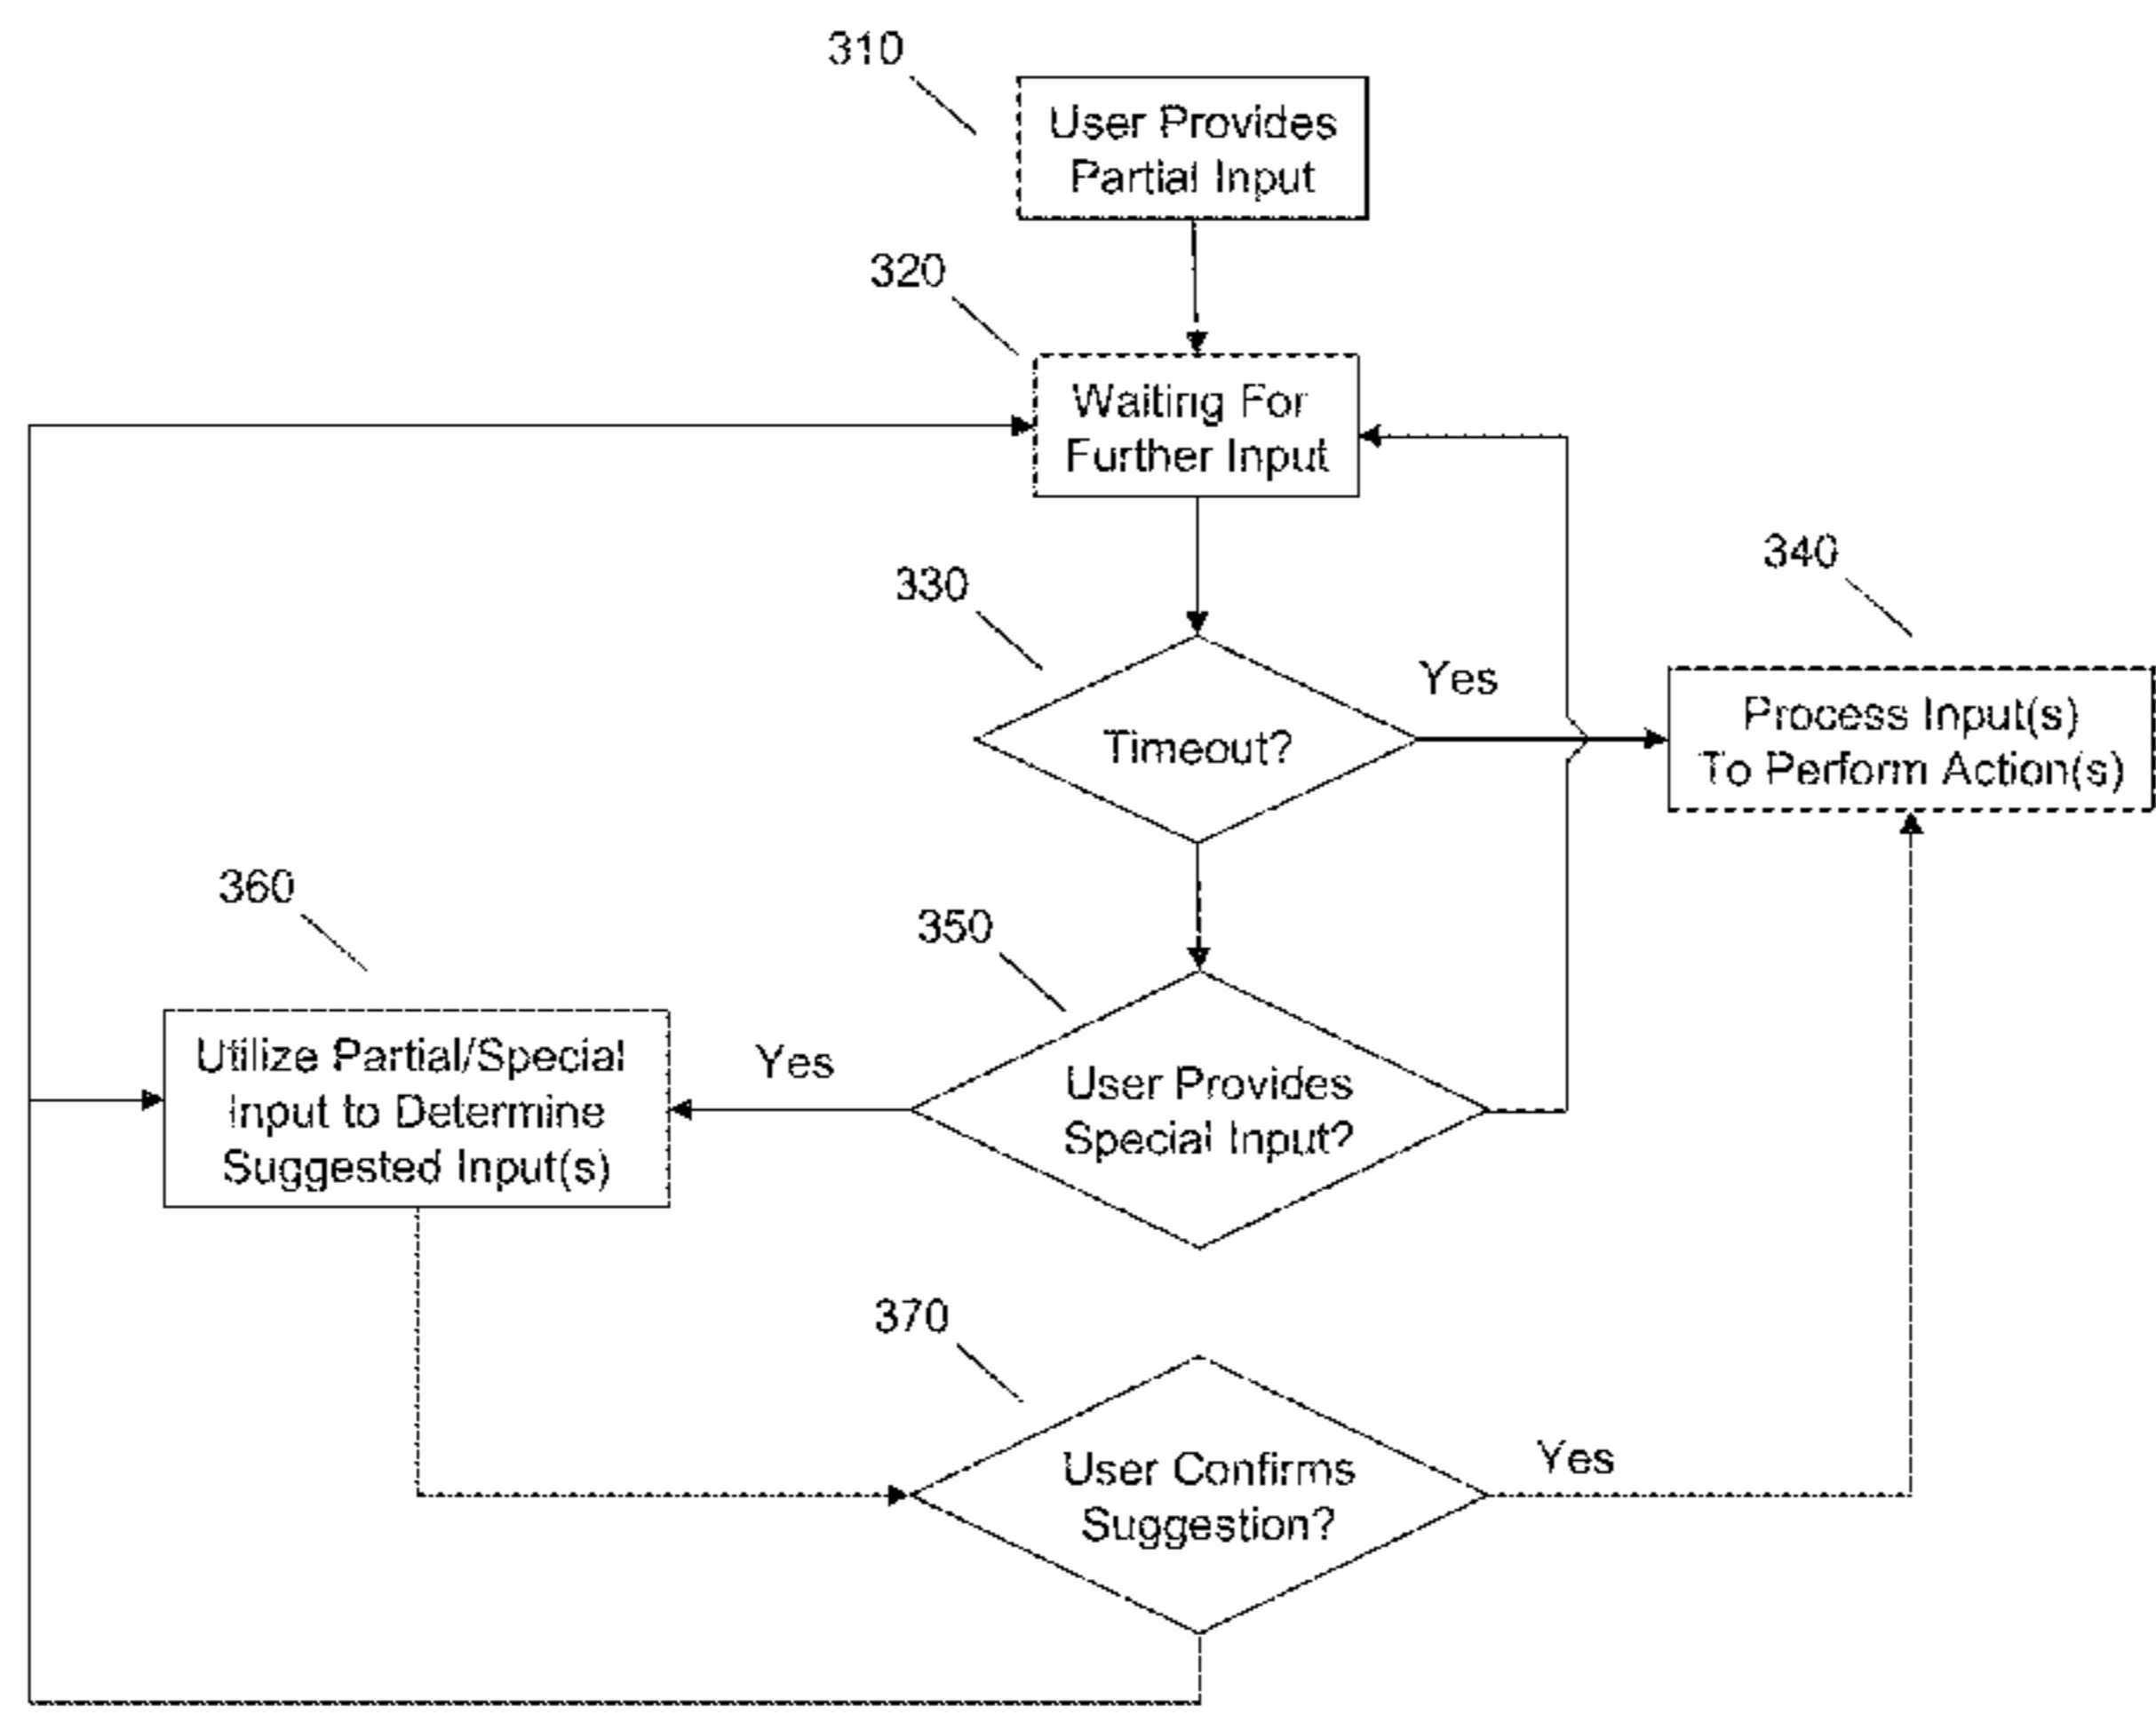 310
User Provides
Partial Input
320
Waiting For
Further Input
330
Timeout?
Yes
340
Process Input(s)
To Perform Action(s)
350
User Provides
Special Input?
Yes
360
Utilize Partial/Special
Input to Determine
Suggested Input(s)
370
User Confirms
Suggestion?
Yes